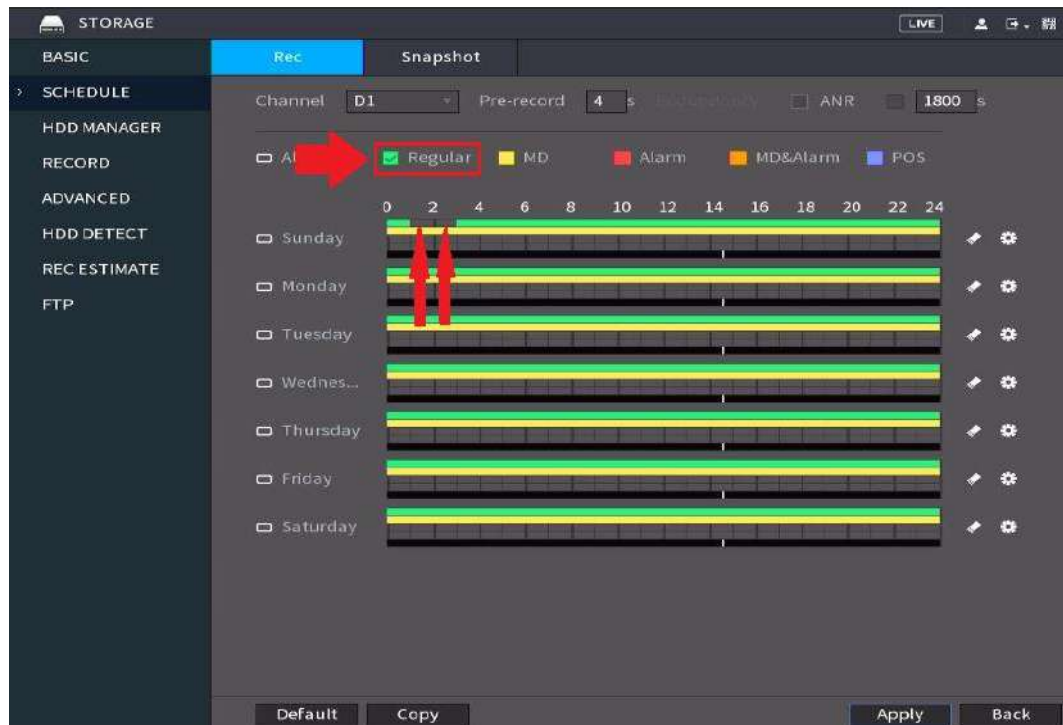 STORAGE
LIVE
BASIC
Rec
Snapshot
SCHEDULE
Channel D1 Pre-record 4 s ANR 1800 s
HDD MANAGER
RECORD
Regular MD Alarm MD&Alarm POS
ADVANCED
0 2 4 6 8 10 12 14 16 18 20 22 24
HDD DETECT
Sunday
REC ESTIMATE
Monday
FTP
Tuesday
Wednes...
Thursday
Friday
Saturday
Default Copy Apply Back